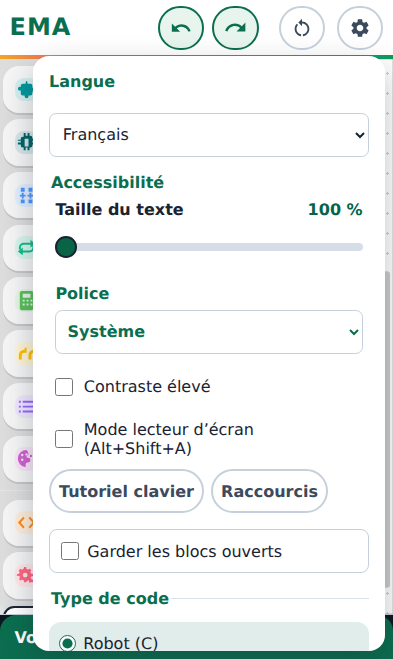 EMA
Langue
Français
Accessibilité
Taille du texte 100 %
Police
Système
Contraste élevé
Mode lecteur d’écran
(Alt+Shift+A)
Tutoriel clavier Raccourcis
Garder les blocs ouverts
Type de code
Robot (C)